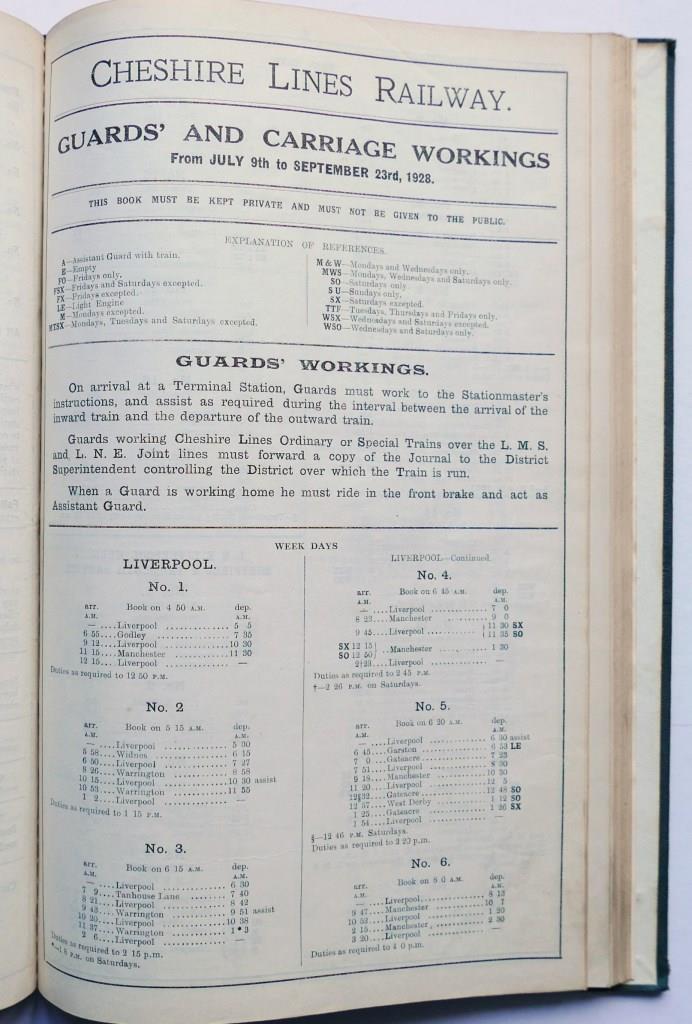 CHESHIRE LINES RAILWAY.
GUARDS' AND CARRIAGE WORKINGS
From JULY 9th to SEPTEMBER 23rd, 1928.
THIS BOOK MUST BE KEPT PRIVATE AND MUST NOT BE GIVEN TO THE PUBLIC.
EXPLANATION OF REFERENCES.
A—Assistant Guard with train.
E—Empty
FO—Fridays only.
FSX—Fridays and Saturdays excepted.
FX—Fridays excepted.
LE—Light Engine
M—Mondays excepted.
MTSX—Mondays, Tuesdays and Saturdays excepted.
M & W—Mondays and Wednesdays only.
MWS—Mondays, Wednesdays and Saturdays only.
SO—Saturdays only
SU—Sundays only.
SX—Saturdays excepted.
TTF—Tuesdays, Thursdays and Fridays only.
WSX—Wednesdays and Saturdays excepted.
WSO—Wednesdays and Saturdays only.
GUARDS' WORKINGS.
On arrival at a Terminal Station, Guards must work to the Stationmaster's
instructions, and assist as required during the interval between the arrival of the
inward train and the departure of the outward train.
Guards working Cheshire Lines Ordinary or Special Trains over the L. M. S.
and L. N. E. Joint lines must forward a copy of the Journal to the District
Superintendent controlling the District over which the Train is run.
When a Guard is working home he must ride in the front brake and act as
Assistant Guard.
WEEK DAYS
LIVERPOOL.
No. 1.
arr. Book on 4 50 A.M. dep.
A.M. A.M.
— ....Liverpool ............. 5 5
6 55....Godley ............. 7 35
9 12....Liverpool ............. 10 30
11 15....Manchester ............. 11 30
12 15....Liverpool ............. —
Duties as required to 12 50 P.M.
No. 2
arr. Book on 5 15 A.M. dep.
A.M. A.M.
— ....Liverpool ............. 5 30
5 58....Widnes ............. 6 15
6 50....Liverpool ............. 7 27
8 26....Warrington ............. 8 58
10 15....Liverpool ............. 10 30 assist
10 53....Warrington ............. 11 55
1 2....Liverpool ............. —
Duties as required to 1 15 P.M.
No. 3
arr. Book on 6 15 A.M. dep.
A.M. A.M.
— ....Liverpool ............. 6 30
7 9....Tanhouse Lane ............. 7 40
8 21....Liverpool ............. 8 42
9 43....Warrington ............. 9 51 assist
10 20....Liverpool ............. 10 38
11 37....Warrington ............. 1*3
2 6....Liverpool ............. —
Duties as required to 2 15 p.m.
*—1 8 P.M. on Saturdays.
LIVERPOOL—Continued.
No. 4.
arr. Book on 6 45 A.M. dep.
A.M. A.M.
— ....Liverpool ............. 7 0
8 23....Manchester ............. 9 0
9 45....Liverpool ............. { 11 30 SX
{ 11 35 SO
SX 12 15}
SO 12 50} ..Manchester ............. 1 30
2†23....Liverpool ............. —
Duties as required to 2 45 P.M.
†—2 26 P.M. on Saturdays.
No. 5.
arr. Book on 6 20 A.M. dep.
A.M. A.M.
— ....Liverpool ............. 6 30 assist
6 45....Garston ............. 6 53 LE
7 0....Gateacre ............. 7 23
7 51....Liverpool ............. 8 30
9 18....Manchester ............. 10 30
11 20....Liverpool ............. 12 5
12§32....Gateacre ............. 12 48 SO
12 57....West Derby ............. 1 12 SO
1 25....Gateacre ............. 1 26 SX
1 54....Liverpool ............. —
§—12 46 P.M. Saturdays.
Duties as required to 2 20 p.m.
No. 6
arr. Book on 8 0 A.M. dep.
A.M. A.M.
— ....Liverpool ............. 8 13
9 47....Manchester ............. 10 7
10 52....Liverpool ............. 1 20
2 15....Manchester ............. 2 30
3 20....Liverpool ............. —
Duties as required to 4 0 p.m.